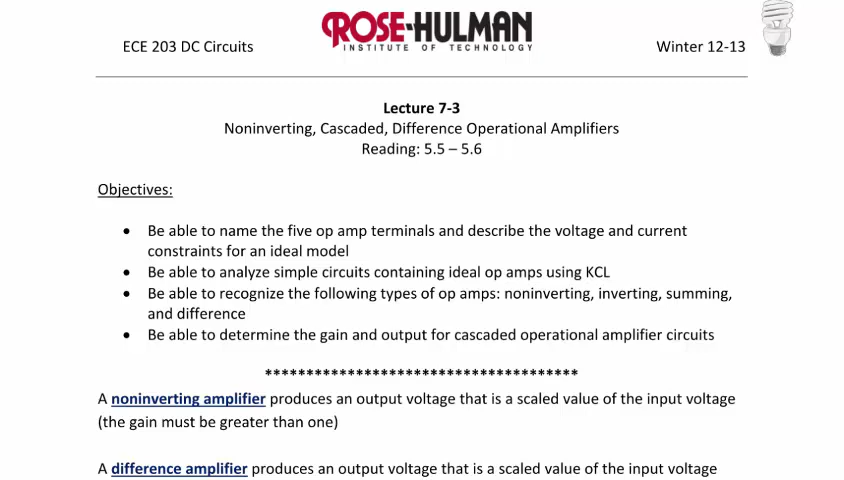 ECE 203 DC Circuits
ROSE-HULMAN
INSTITUTE OF TECHNOLOGY
Winter 12-13
Lecture 7-3
Noninverting, Cascaded, Difference Operational Amplifiers
Reading: 5.5 – 5.6
Objectives:
• Be able to name the five op amp terminals and describe the voltage and current
constraints for an ideal model
• Be able to analyze simple circuits containing ideal op amps using KCL
• Be able to recognize the following types of op amps: noninverting, inverting, summing,
and difference
• Be able to determine the gain and output for cascaded operational amplifier circuits
**************************************
A noninverting amplifier produces an output voltage that is a scaled value of the input voltage
(the gain must be greater than one)
A difference amplifier produces an output voltage that is a scaled value of the input voltage